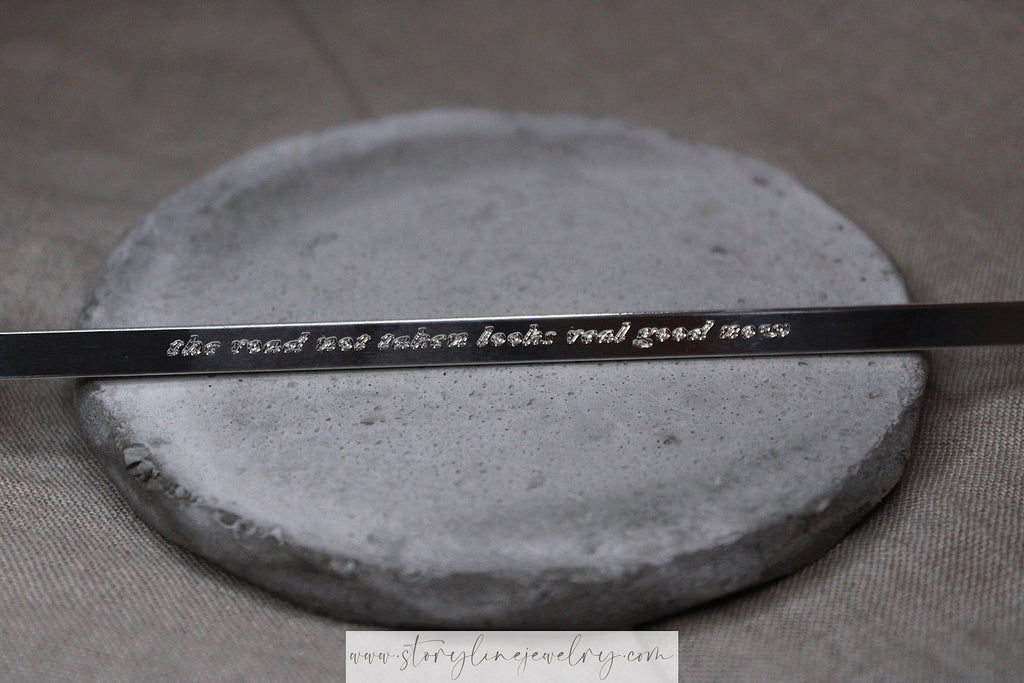 the road not taken looks real good now
www.storylinejewelry.com